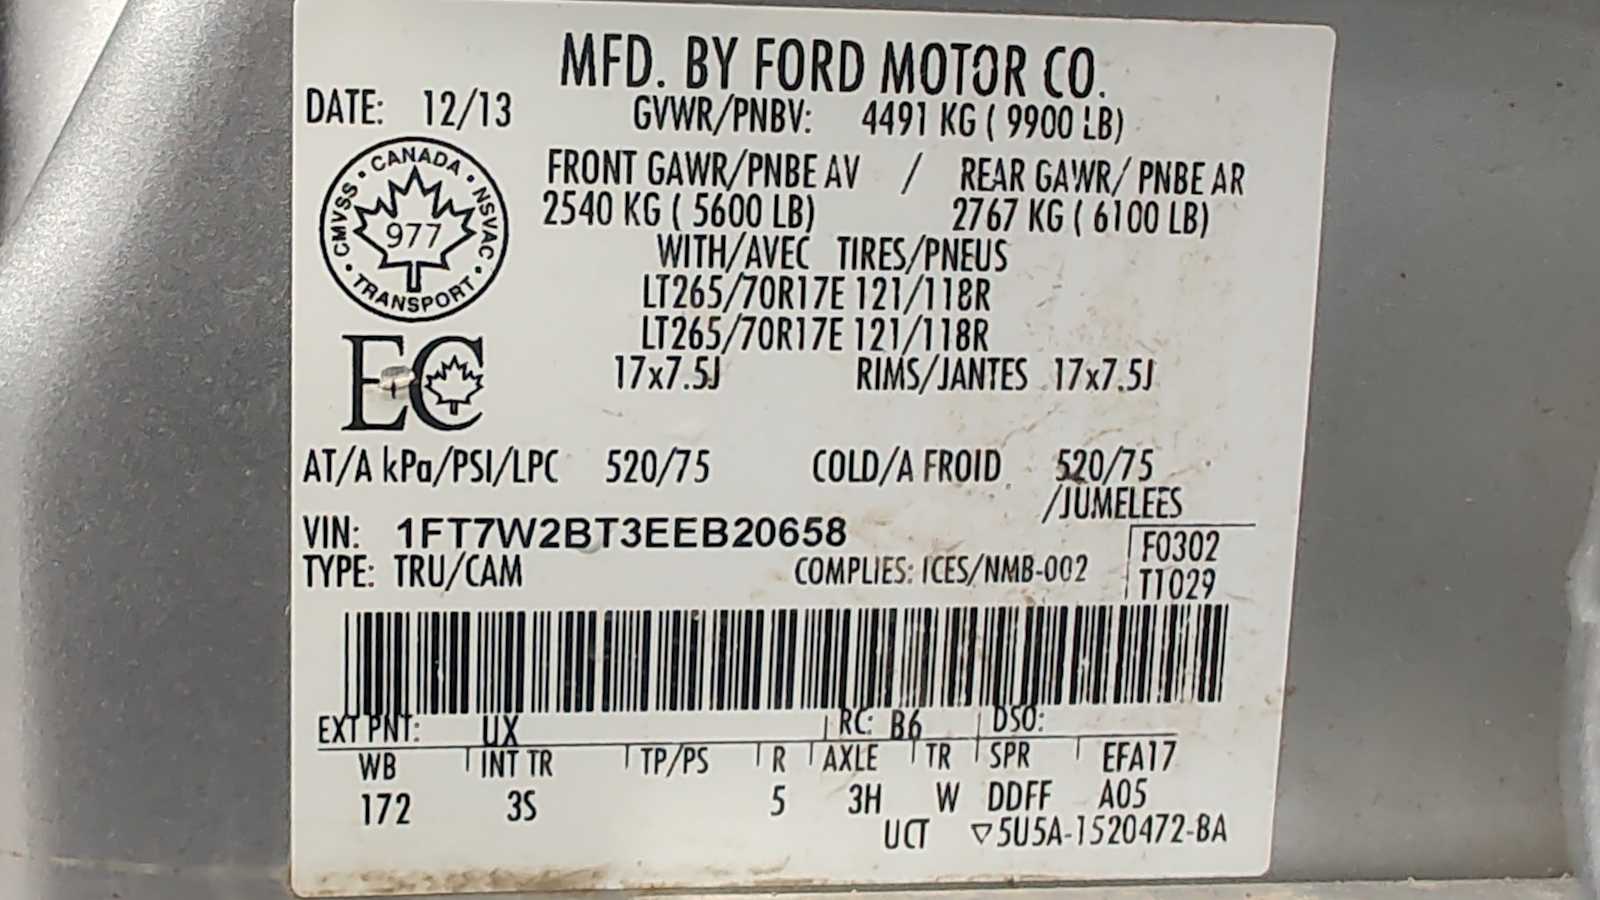 MFD. BY FORD MOTOR CO.
DATE: 12/13 GVWR/PNBV: 4491 KG ( 9900 LB)
CMVSS • CANADA • NSVAC • TRANSPORT •
977
FRONT GAWR/PNBE AV / REAR GAWR/ PNBE AR
2540 KG ( 5600 LB) 2767 KG ( 6100 LB)
WITH/AVEC TIRES/PNEUS
LT265/70R17E 121/118R
LT265/70R17E 121/118R
EC
17x7.5J RIMS/JANTES 17x7.5J
AT/A kPa/PSI/LPC 520/75 COLD/A FROID 520/75
/JUMELEES
VIN: 1FT7W2BT3EEB20658
F0302
TYPE: TRU/CAM COMPLIES: ICES/NMB-002
T1029
EXT PNT: UX RC: B6 DSO:
WB INT TR TP/PS R AXLE TR SPR EFA17
172 3S 5 3H W DDFF A05
UCT ▽5U5A-1520472-BA